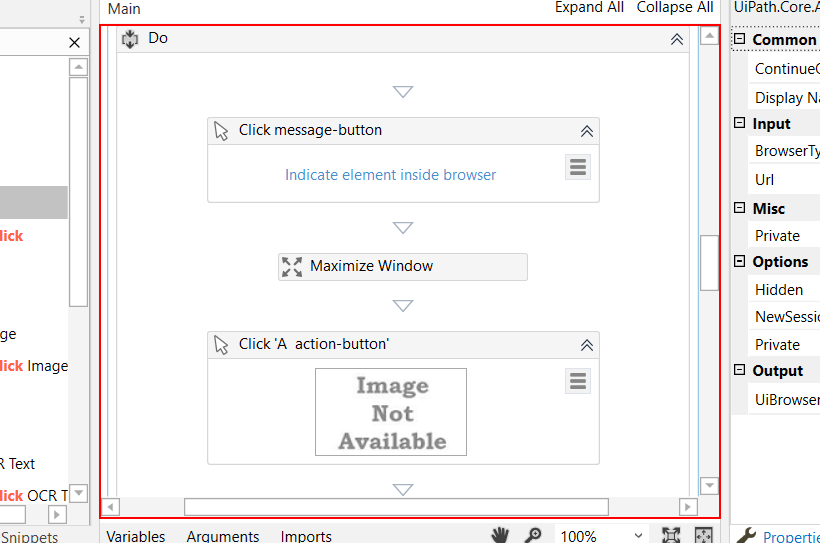 Main
Expand All
Collapse All
UiPath.Core.A
Do
Common
ContinueO
Display Na
Click message-button
Input
Indicate element inside browser
BrowserTy
Url
Misc
lick
Private
Maximize Window
Options
Hidden
NewSessio
ge
Click 'A action-button'
Private
lick Image
Image
Not
Available
Output
UiBrowser
R Text
lick OCR T
Snippets
Variables
Arguments
Imports
100%
Propertie